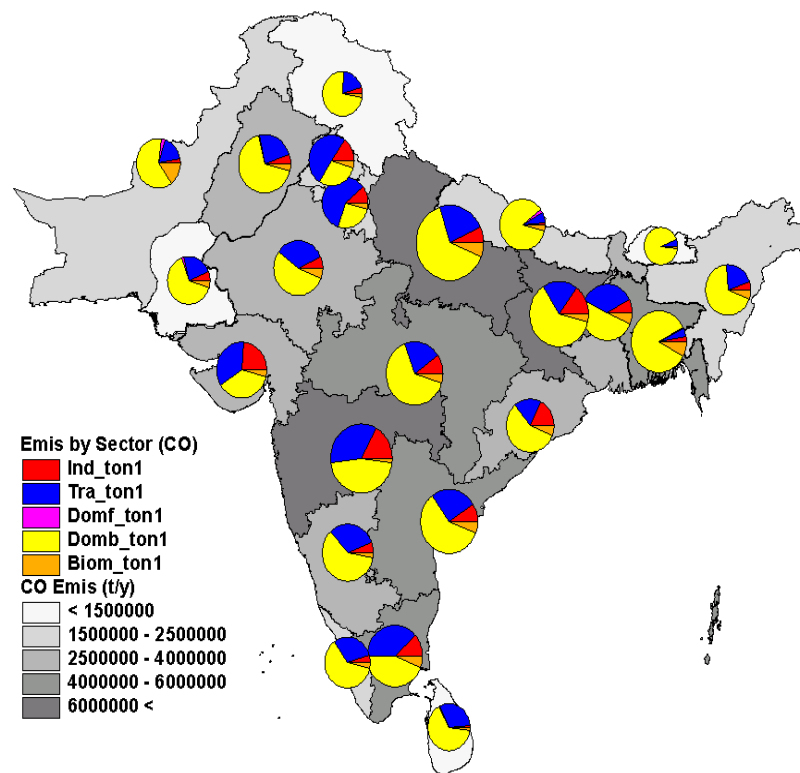 Emis by Sector (CO)
Ind_ton1
Tra_ton1
Domf_ton1
Domb_ton1
Biom_ton1
CO Emis (t/y)
< 1500000
1500000 - 2500000
2500000 - 4000000
4000000 - 6000000
6000000 <